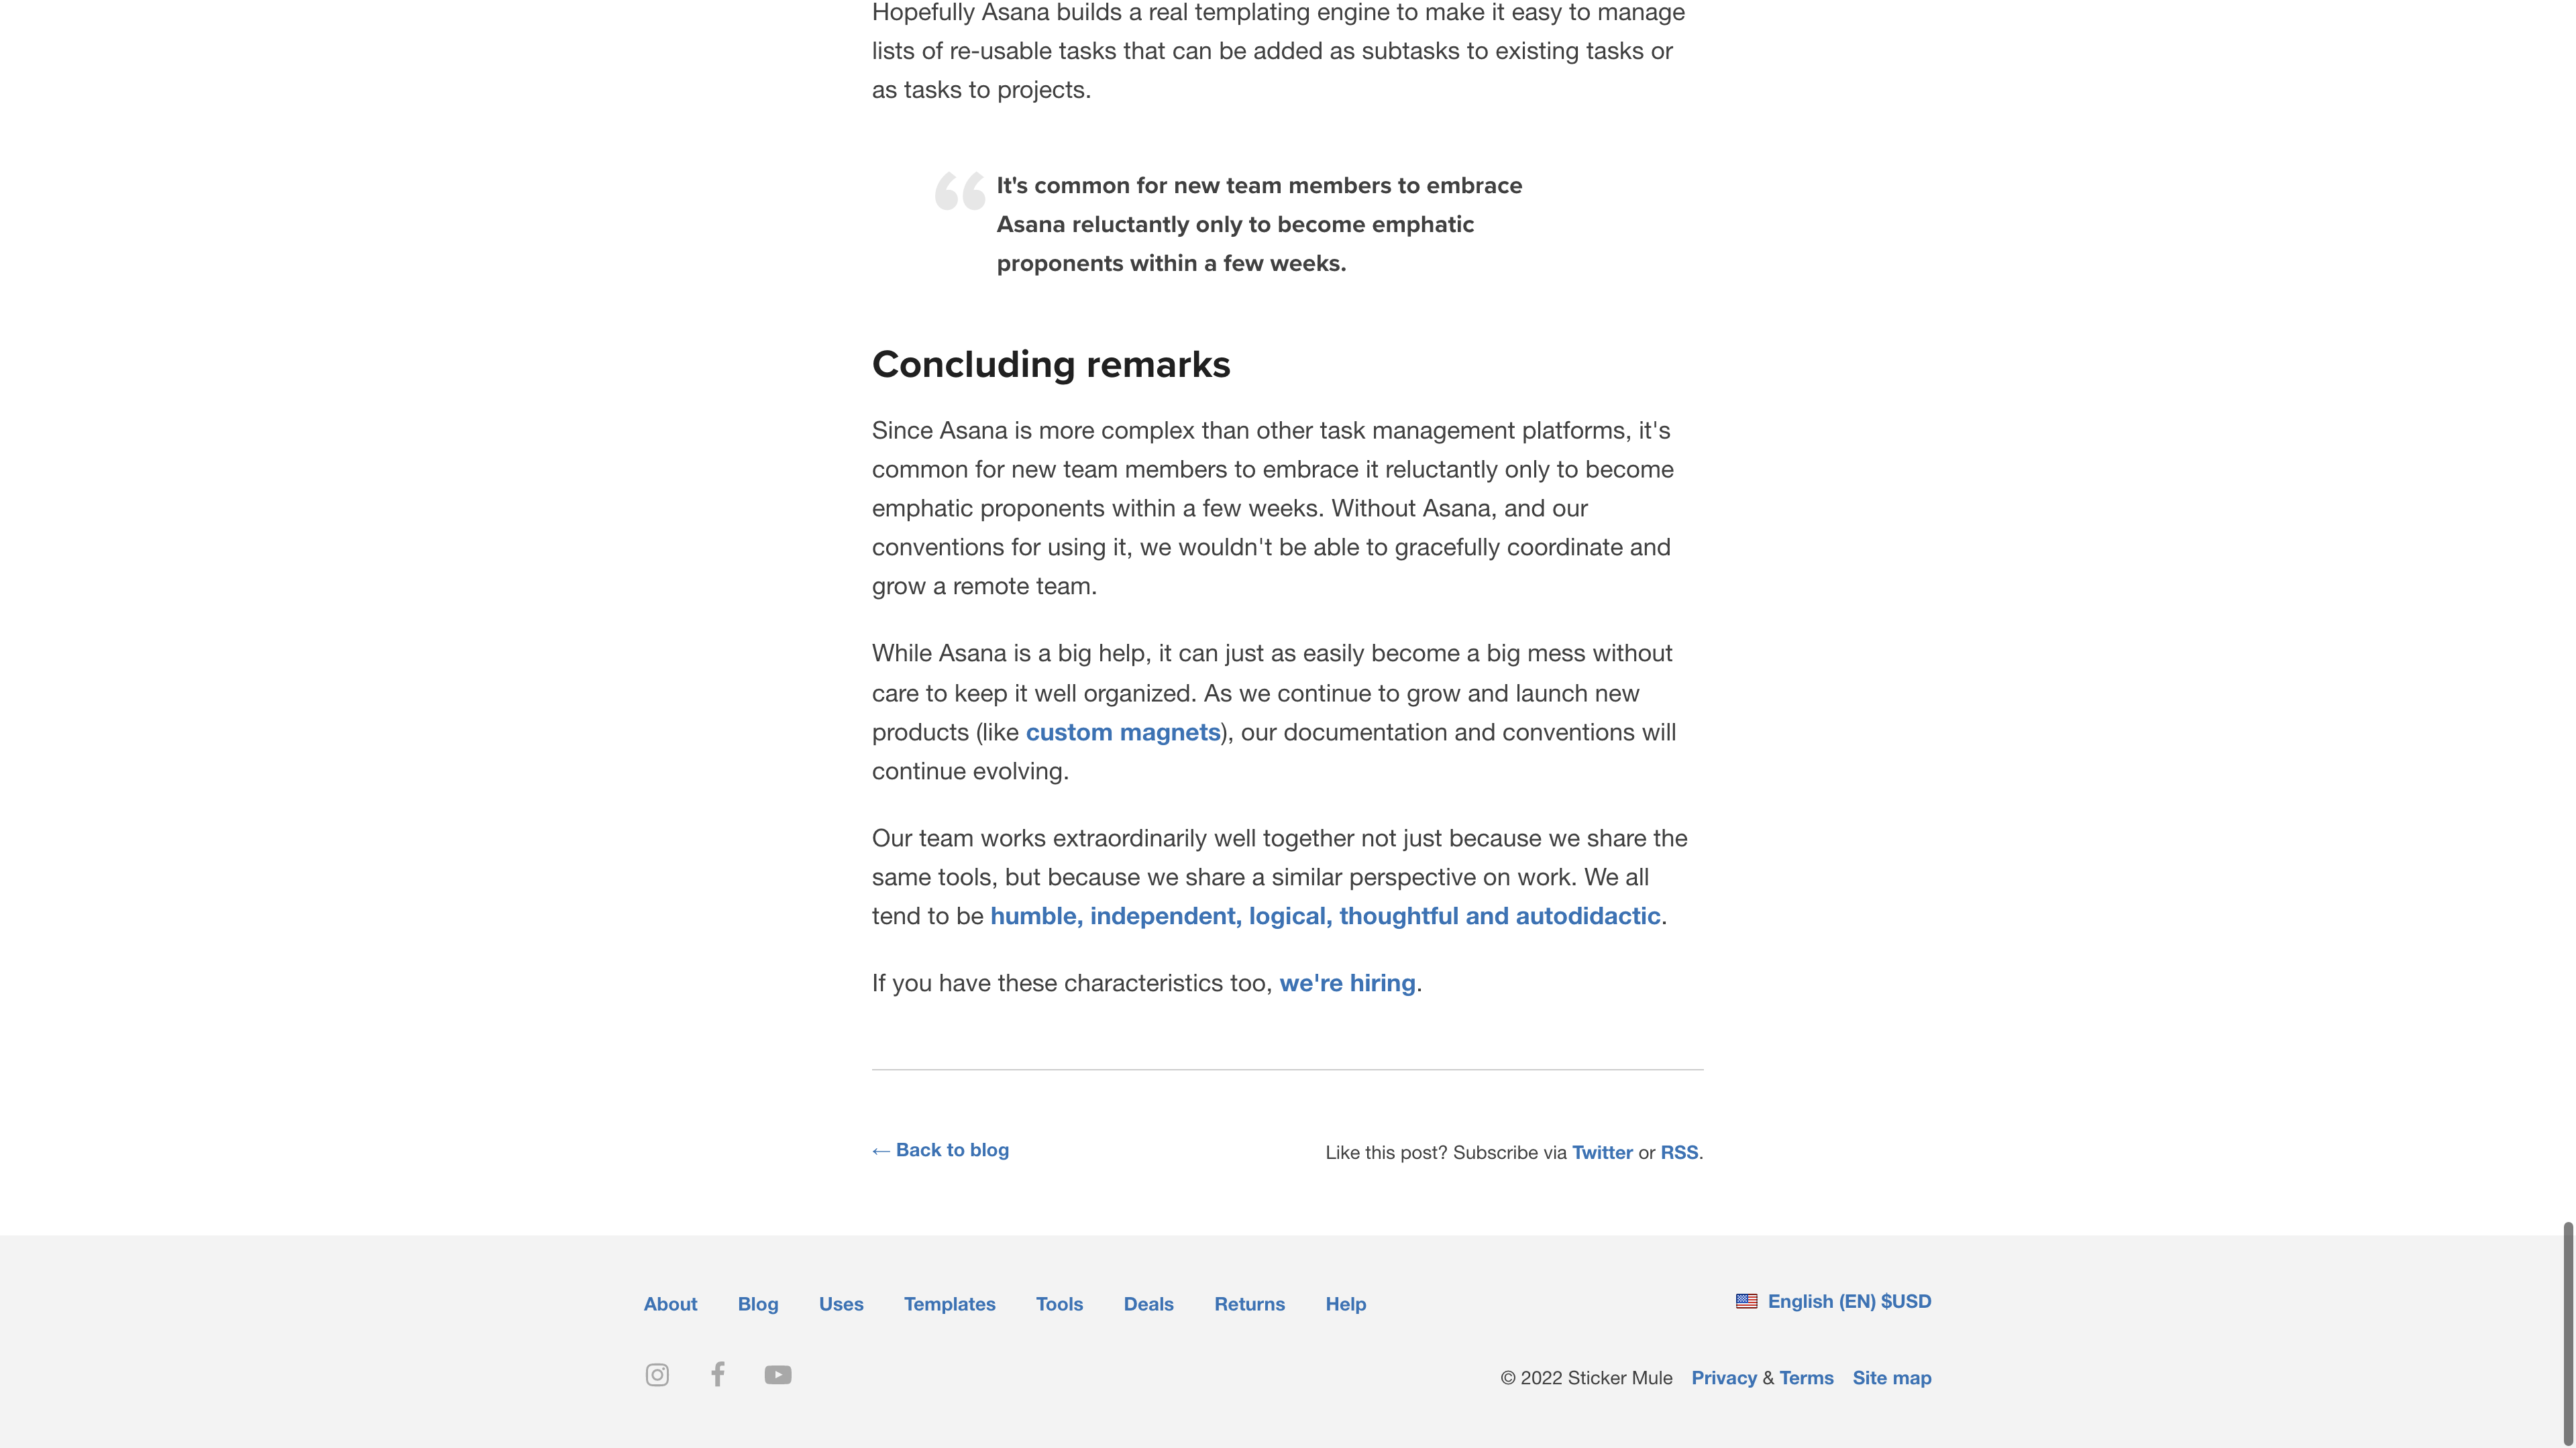 Hopefully Asana builds a real templating engine to make it easy to manage
lists of re-usable tasks that can be added as subtasks to existing tasks or
as tasks to projects.
It's common for new team members to embrace
Asana reluctantly only to become emphatic
proponents within a few weeks.
Concluding remarks
Since Asana is more complex than other task management platforms, it's
common for new team members to embrace it reluctantly only to become
emphatic proponents within a few weeks. Without Asana, and our
conventions for using it, we wouldn't be able to gracefully coordinate and
grow a remote team.
While Asana is a big help, it can just as easily become a big mess without
care to keep it well organized. As we continue to grow and launch new
products (like custom magnets), our documentation and conventions will
continue evolving.
Our team works extraordinarily well together not just because we share the
same tools, but because we share a similar perspective on work. We all
tend to be humble, independent, logical, thoughtful and autodidactic.
If you have these characteristics too, we're hiring.
← Back to blog
Like this post? Subscribe via Twitter or RSS.
About Blog Uses Templates Tools Deals Returns Help
English (EN) $USD
© 2022 Sticker Mule Privacy & Terms Site map